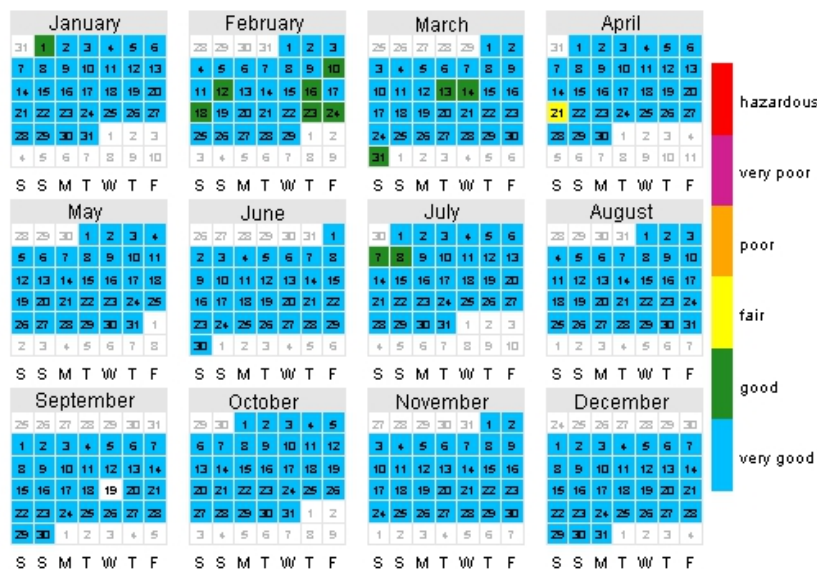 January
31 1 2 3 4 5 6
7 8 9 10 11 12 13
14 15 16 17 18 19 20
21 22 23 24 25 26 27
28 29 30 31 1 2 3
4 5 6 7 8 9 10
S S M T W T F
February
28 29 30 31 1 2 3
4 5 6 7 8 9 10
11 12 13 14 15 16 17
18 19 20 21 22 23 24
25 26 27 28 29 1 2
3 4 5 6 7 8 9
S S M T W T F
March
25 26 27 28 29 1 2
3 4 5 6 7 8 9
10 11 12 13 14 15 16
17 18 19 20 21 22 23
24 25 26 27 28 29 30
31 1 2 3 4 5 6
S S M T W T F
April
31 1 2 3 4 5 6
7 8 9 10 11 12 13
14 15 16 17 18 19 20
21 22 23 24 25 26 27
28 29 30 1 2 3 4
5 6 7 8 9 10 11
S S M T W T F
May
28 29 30 1 2 3 4
5 6 7 8 9 10 11
12 13 14 15 16 17 18
19 20 21 22 23 24 25
26 27 28 29 30 31 1
2 3 4 5 6 7 8
S S M T W T F
June
26 27 28 29 30 31 1
2 3 4 5 6 7 8
9 10 11 12 13 14 15
16 17 18 19 20 21 22
23 24 25 26 27 28 29
30 1 2 3 4 5 6
S S M T W T F
July
30 1 2 3 4 5 6
7 8 9 10 11 12 13
14 15 16 17 18 19 20
21 22 23 24 25 26 27
28 29 30 31 1 2 3
4 5 6 7 8 9 10
S S M T W T F
August
28 29 30 31 1 2 3
4 5 6 7 8 9 10
11 12 13 14 15 16 17
18 19 20 21 22 23 24
25 26 27 28 29 30 31
1 2 3 4 5 6 7
S S M T W T F
September
25 26 27 28 29 30 31
1 2 3 4 5 6 7
8 9 10 11 12 13 14
15 16 17 18 19 20 21
22 23 24 25 26 27 28
29 30 1 2 3 4 5
S S M T W T F
October
29 30 1 2 3 4 5
6 7 8 9 10 11 12
13 14 15 16 17 18 19
20 21 22 23 24 25 26
27 28 29 30 31 1 2
3 4 5 6 7 8 9
S S M T W T F
November
27 28 29 30 31 1 2
3 4 5 6 7 8 9
10 11 12 13 14 15 16
17 18 19 20 21 22 23
24 25 26 27 28 29 30
1 2 3 4 5 6 7
S S M T W T F
December
24 25 26 27 28 29 30
1 2 3 4 5 6 7
8 9 10 11 12 13 14
15 16 17 18 19 20 21
22 23 24 25 26 27 28
29 30 31 1 2 3 4
S S M T W T F
hazardous
very poor
poor
fair
good
very good